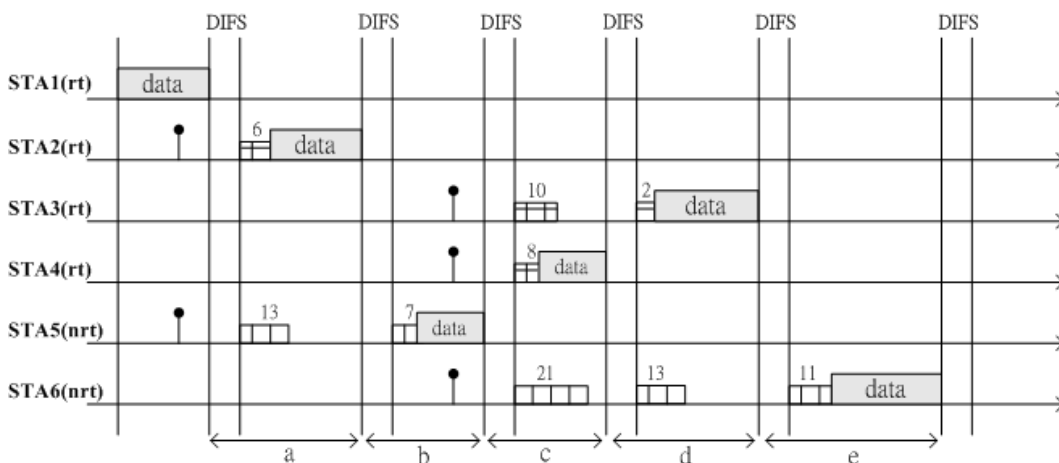 DIFS DIFS DIFS DIFS DIFS DIFS
STA1(rt) data
STA2(rt) 6 data
STA3(rt) 10 2 data
STA4(rt) 8 data
STA5(nrt) 13 7 data
STA6(nrt) 21 13 11 data
a b c d e